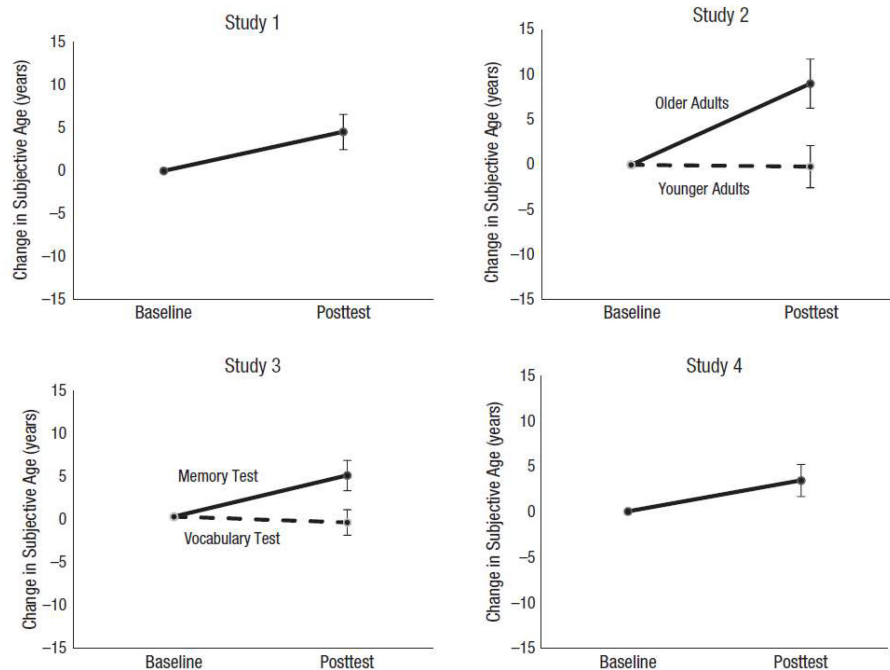 Study 1
Change in Subjective Age (years)
15
10
5
0
–5
–10
–15
Baseline
Posttest
Study 2
Change in Subjective Age (years)
15
10
5
0
–5
–10
–15
Older Adults
Younger Adults
Baseline
Posttest
Study 3
Change in Subjective Age (years)
15
10
5
0
–5
–10
–15
Memory Test
Vocabulary Test
Baseline
Posttest
Study 4
Change in Subjective Age (years)
15
10
5
0
–5
–10
–15
Baseline
Posttest